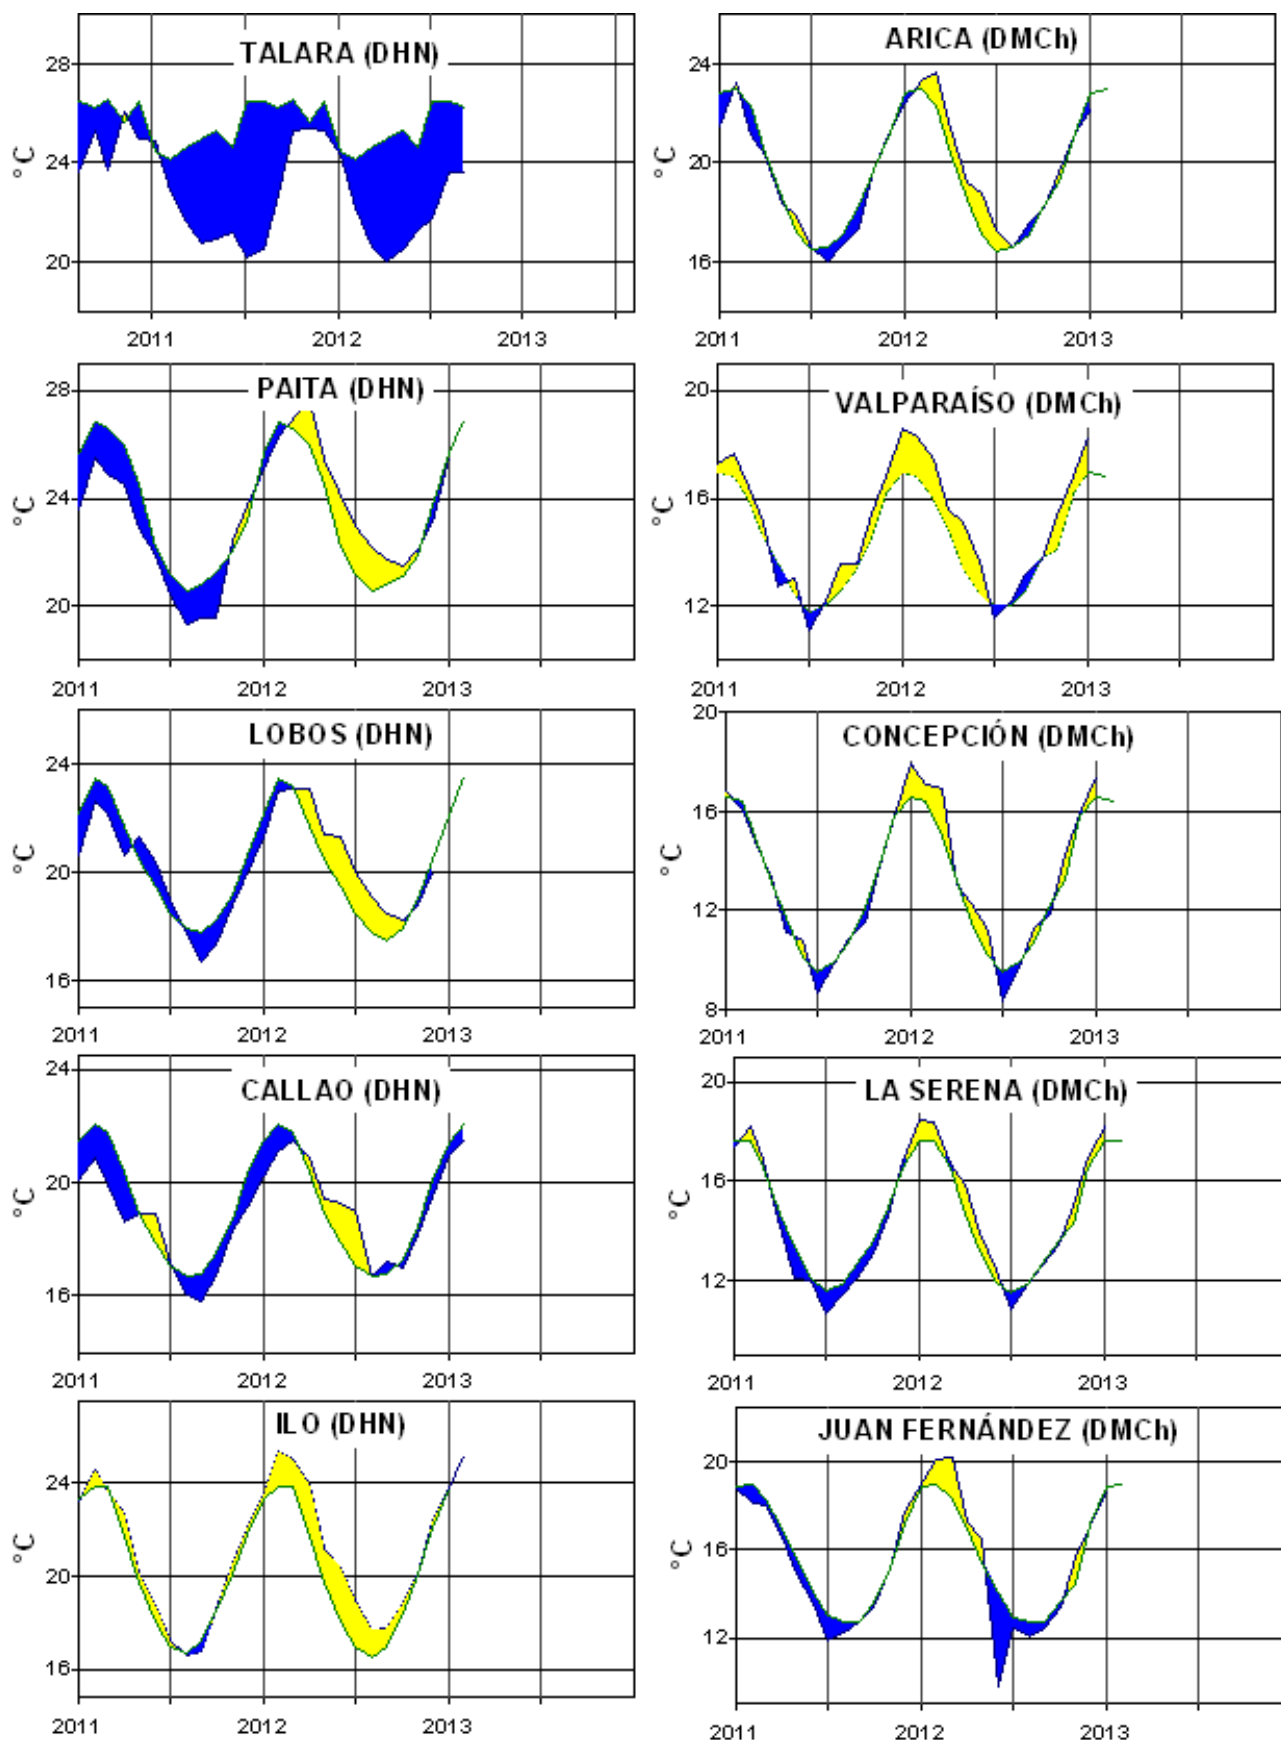 TALARA (DHN)
°C
28
24
20
2011 2012 2013
ARICA (DMCh)
°C
24
20
16
2011 2012 2013
PAITA (DHN)
°C
28
24
20
2011 2012 2013
VALPARAÍSO (DMCh)
°C
20
16
12
2011 2012 2013
LOBOS (DHN)
24
20
16
2011 2012 2013
CONCEPCIÓN (DMCh)
°C
20
16
12
8
2011 2012 2013
CALLAO (DHN)
°C
24
20
16
2011 2012 2013
LA SERENA (DMCh)
°C
20
16
12
2011 2012 2013
ILO (DHN)
°C
24
20
16
2011 2012 2013
JUAN FERNÁNDEZ (DMCh)
°C
20
16
12
2011 2012 2013